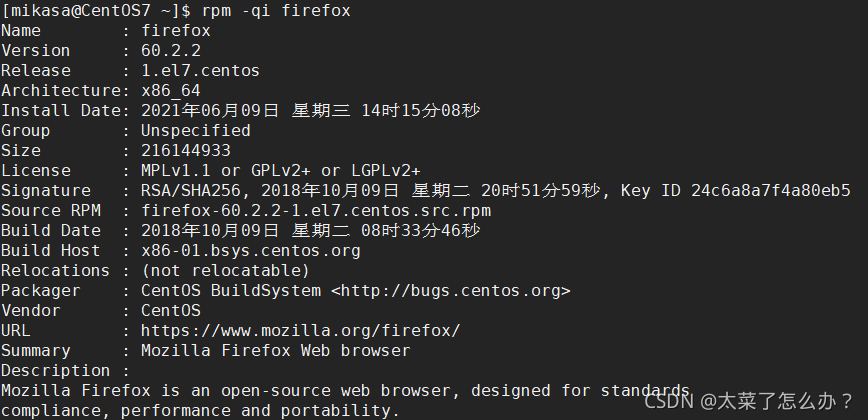 [mikasa@CentOS7 ~]$ rpm -qi firefox
Name        : firefox
Version     : 60.2.2
Release     : 1.el7.centos
Architecture: x86_64
Install Date: 2021年06月09日 星期三 14时15分08秒
Group       : Unspecified
Size        : 216144933
License     : MPLv1.1 or GPLv2+ or LGPLv2+
Signature   : RSA/SHA256, 2018年10月09日 星期二 20时51分59秒, Key ID 24c6a8a7f4a80eb5
Source RPM  : firefox-60.2.2-1.el7.centos.src.rpm
Build Date  : 2018年10月09日 星期二 08时33分46秒
Build Host  : x86-01.bsys.centos.org
Relocations : (not relocatable)
Packager    : CentOS BuildSystem <http://bugs.centos.org>
Vendor      : CentOS
URL         : https://www.mozilla.org/firefox/
Summary     : Mozilla Firefox Web browser
Description :
Mozilla Firefox is an open-source web browser, designed for standards
compliance, performance and portability.
CSDN @太菜了怎么办？